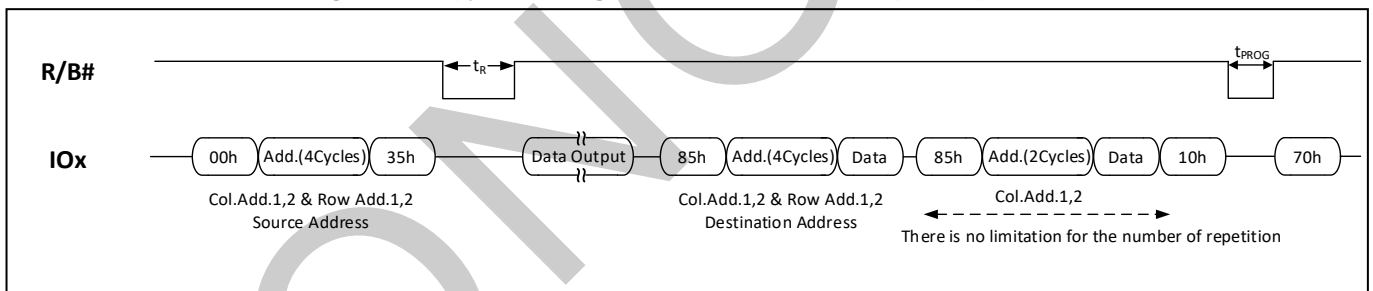 R/B#
tR
tPROG
IOx
00h Add.(4Cycles) 35h Data Output 85h Add.(4Cycles) Data 85h Add.(2Cycles) Data 10h 70h
Col.Add.1,2 & Row Add.1,2
Source Address
Col.Add.1,2 & Row Add.1,2
Destination Address
Col.Add.1,2
There is no limitation for the number of repetition